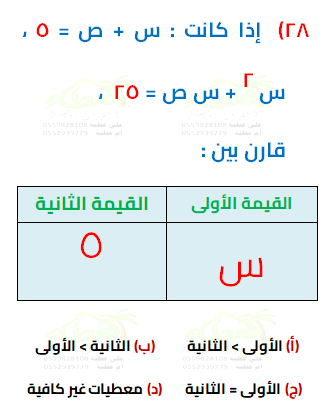 ٢٨) إذا كانت : س + ص = ٥ ،
س٢ + س ص = ٢٥ ،
قارن بين :
القيمة الأولى القيمة الثانية
س ٥
(أ) الأولى > الثانية (ب) الثانية > الأولى
(ج) الأولى = الثانية (د) معطيات غير كافية